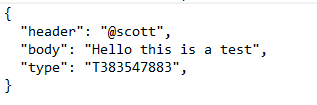 {
  "header": "@scott",
  "body": "Hello this is a test",
  "type": "T383547883",
}